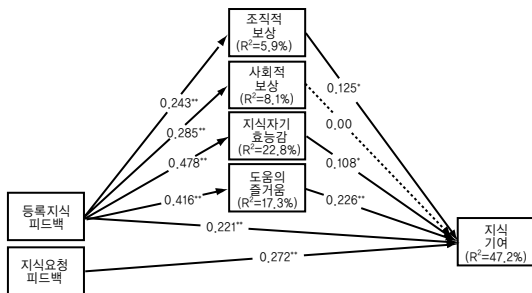 조직적
보상
(R²=5.9%)
사회적
보상
(R²=8.1%)
지식자기
효능감
(R²=22.8%)
도움의
즐거움
(R²=17.3%)
0.243**
0.285**
0.478**
0.416**
0.125*
0.00
0.108*
0.226**
등록지식
피드백
0.221**
지식요청
피드백
0.272**
지식
기여
(R²=47.2%)